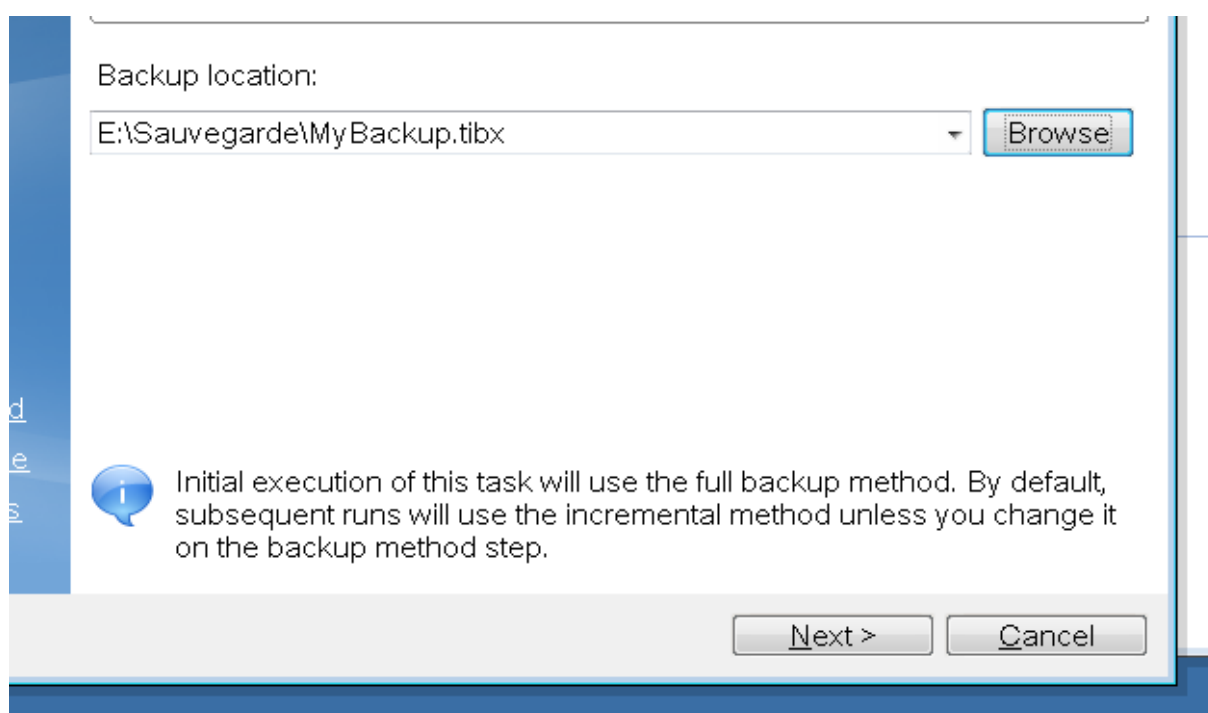 Backup location:
E:\Sauvegarde\MyBackup.tibx
Browse
d
e
s
Initial execution of this task will use the full backup method. By default,
subsequent runs will use the incremental method unless you change it
on the backup method step.
Next >
Cancel